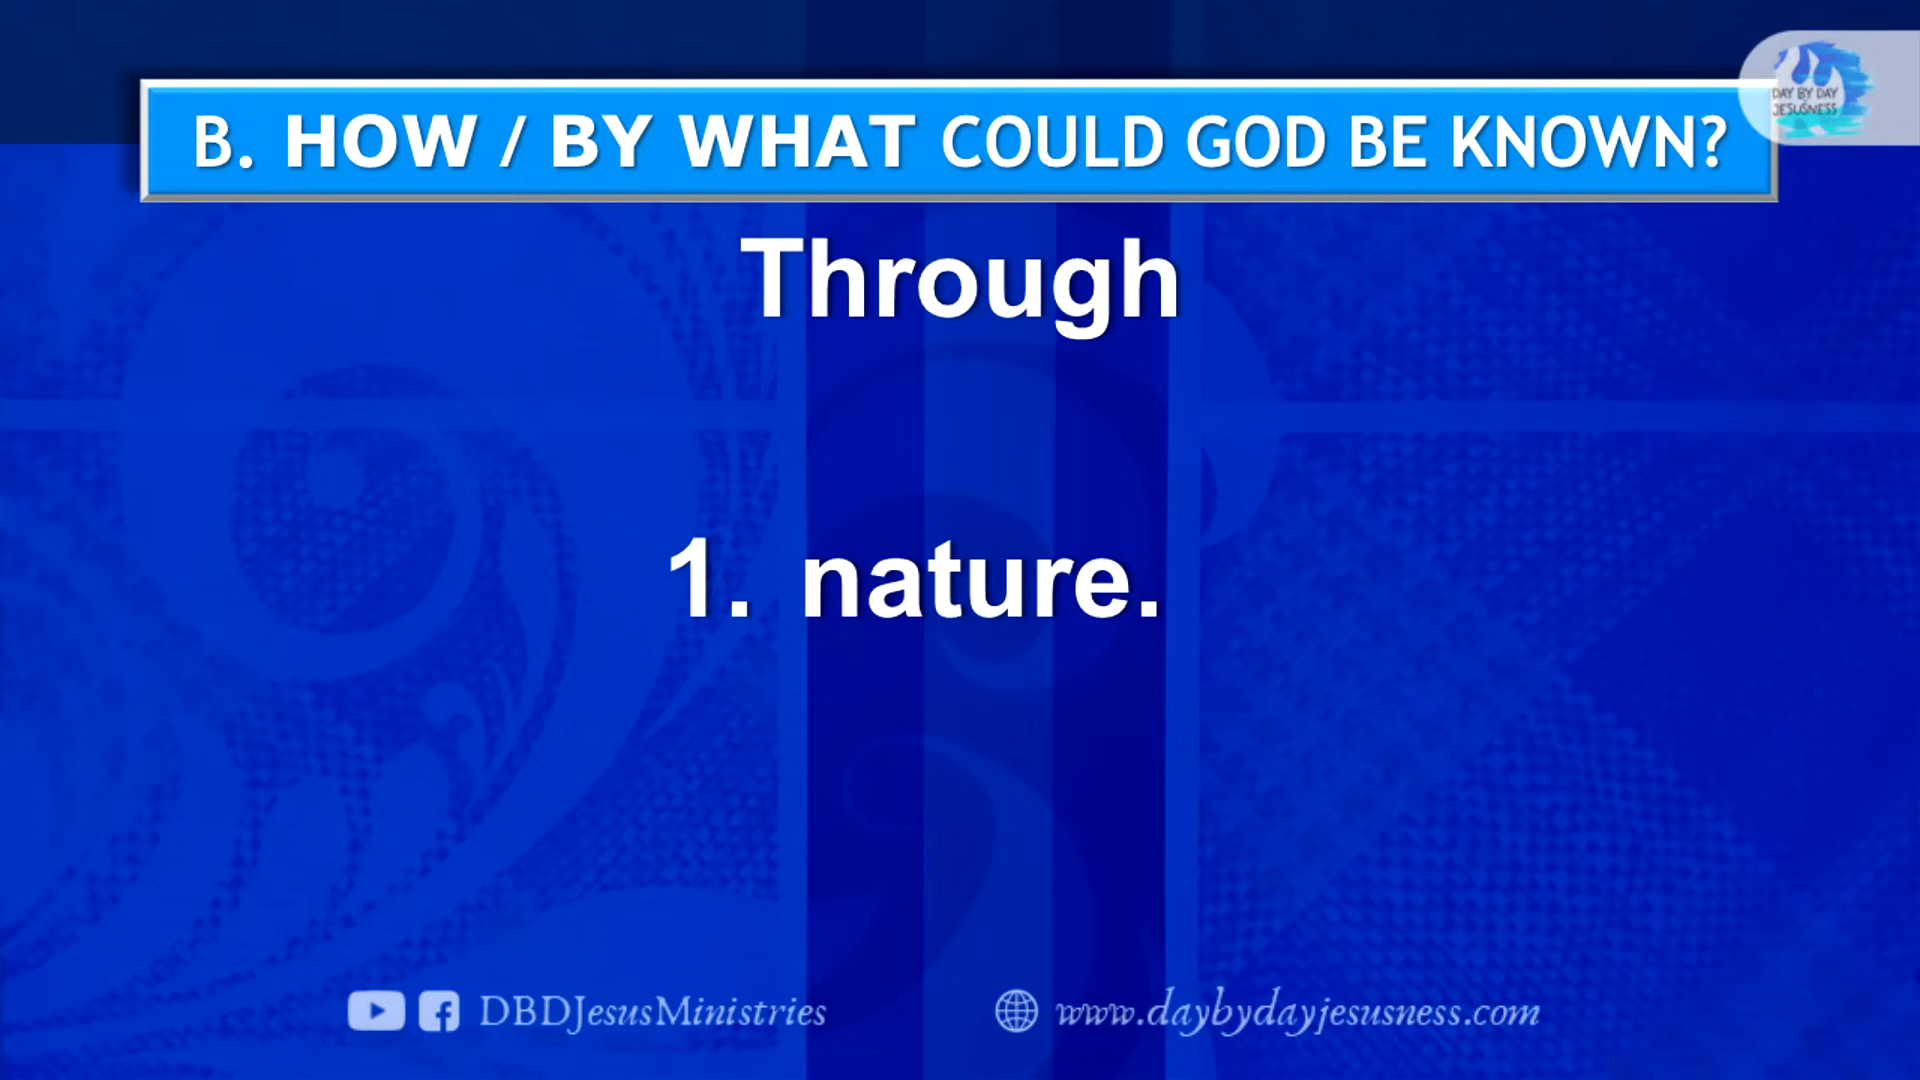 DAY BY DAY
JESUSNESS
B. HOW / BY WHAT COULD GOD BE KNOWN?
Through
1. nature.
DBDJesusMinistries
www.daybydayjesusness.com